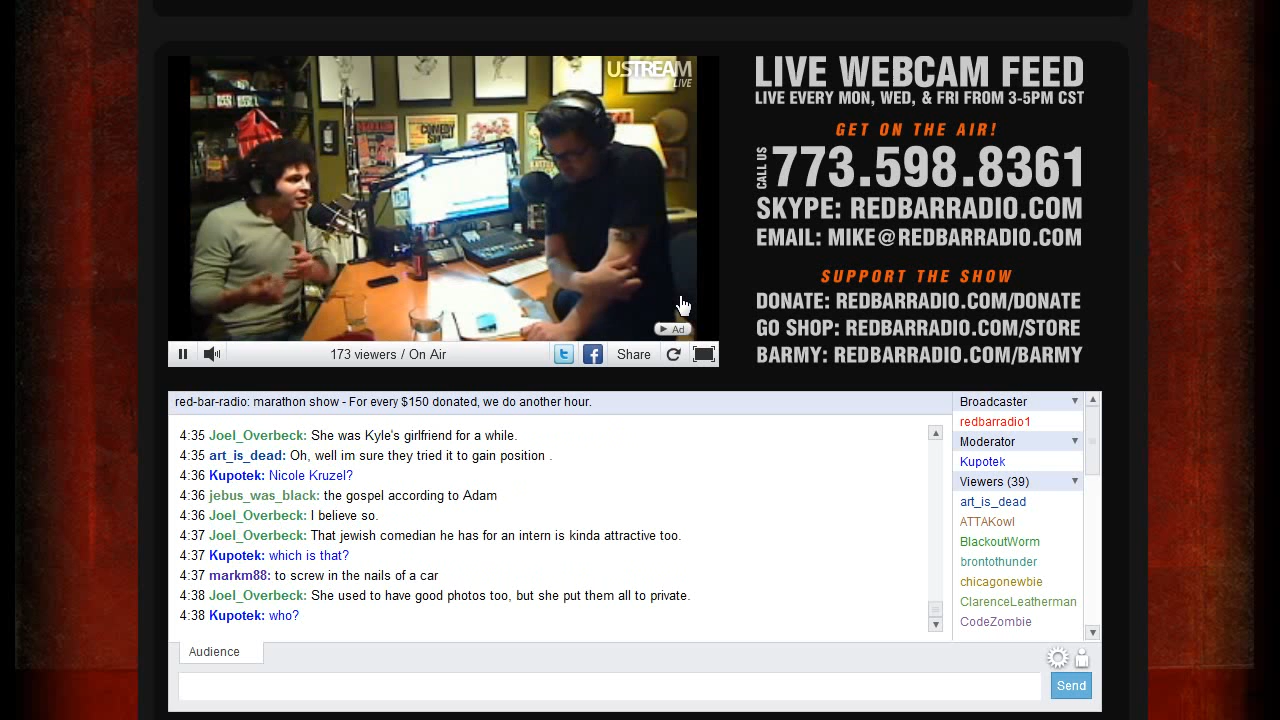 USTREAM
LIVE
COMEDY
Ad
173 viewers / On Air
Share
LIVE WEBCAM FEED
LIVE EVERY MON, WED, & FRI FROM 3-5PM CST
GET ON THE AIR!
CALL US 773.598.8361
SKYPE: REDBARRADIO.COM
EMAIL: MIKE@REDBARRADIO.COM
SUPPORT THE SHOW
DONATE: REDBARRADIO.COM/DONATE
GO SHOP: REDBARRADIO.COM/STORE
BARMY: REDBARRADIO.COM/BARMY
red-bar-radio: marathon show - For every $150 donated, we do another hour.
4:35 Joel_Overbeck: She was Kyle's girlfriend for a while.
4:35 art_is_dead: Oh, well im sure they tried it to gain position .
4:36 Kupotek: Nicole Kruzel?
4:36 jebus_was_black: the gospel according to Adam
4:36 Joel_Overbeck: I believe so.
4:37 Joel_Overbeck: That jewish comedian he has for an intern is kinda attractive too.
4:37 Kupotek: which is that?
4:37 markm88: to screw in the nails of a car
4:38 Joel_Overbeck: She used to have good photos too, but she put them all to private.
4:38 Kupotek: who?
Broadcaster
redbarradio1
Moderator
Kupotek
Viewers (39)
art_is_dead
ATTAKowl
BlackoutWorm
brontothunder
chicagonewbie
ClarenceLeatherman
CodeZombie
Audience
Send